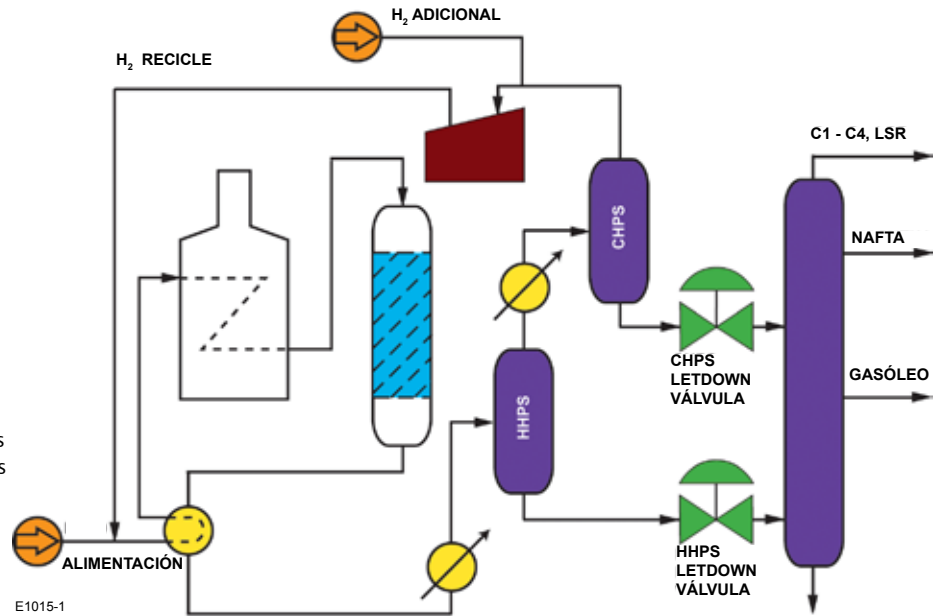 H₂ ADICIONAL
H₂ RECICLE
C1 - C4, LSR
CHPS
NAFTA
CHPS
LETDOWN
VÁLVULA
GASÓLEO
HHPS
s
s
ALIMENTACIÓN
HHPS
LETDOWN
VÁLVULA
E1015-1